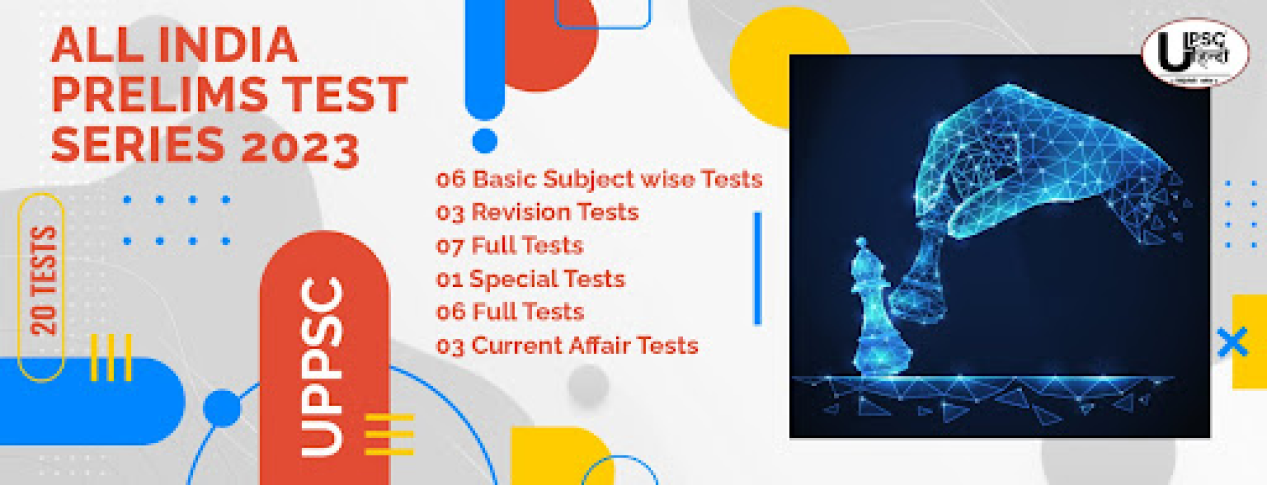 ALL INDIA
PRELIMS TEST
SERIES 2023
20 TESTS
UPPSC
06 Basic Subject wise Tests
03 Revision Tests
07 Full Tests
01 Special Tests
06 Full Tests
03 Current Affair Tests
UPSC
हिन्दी